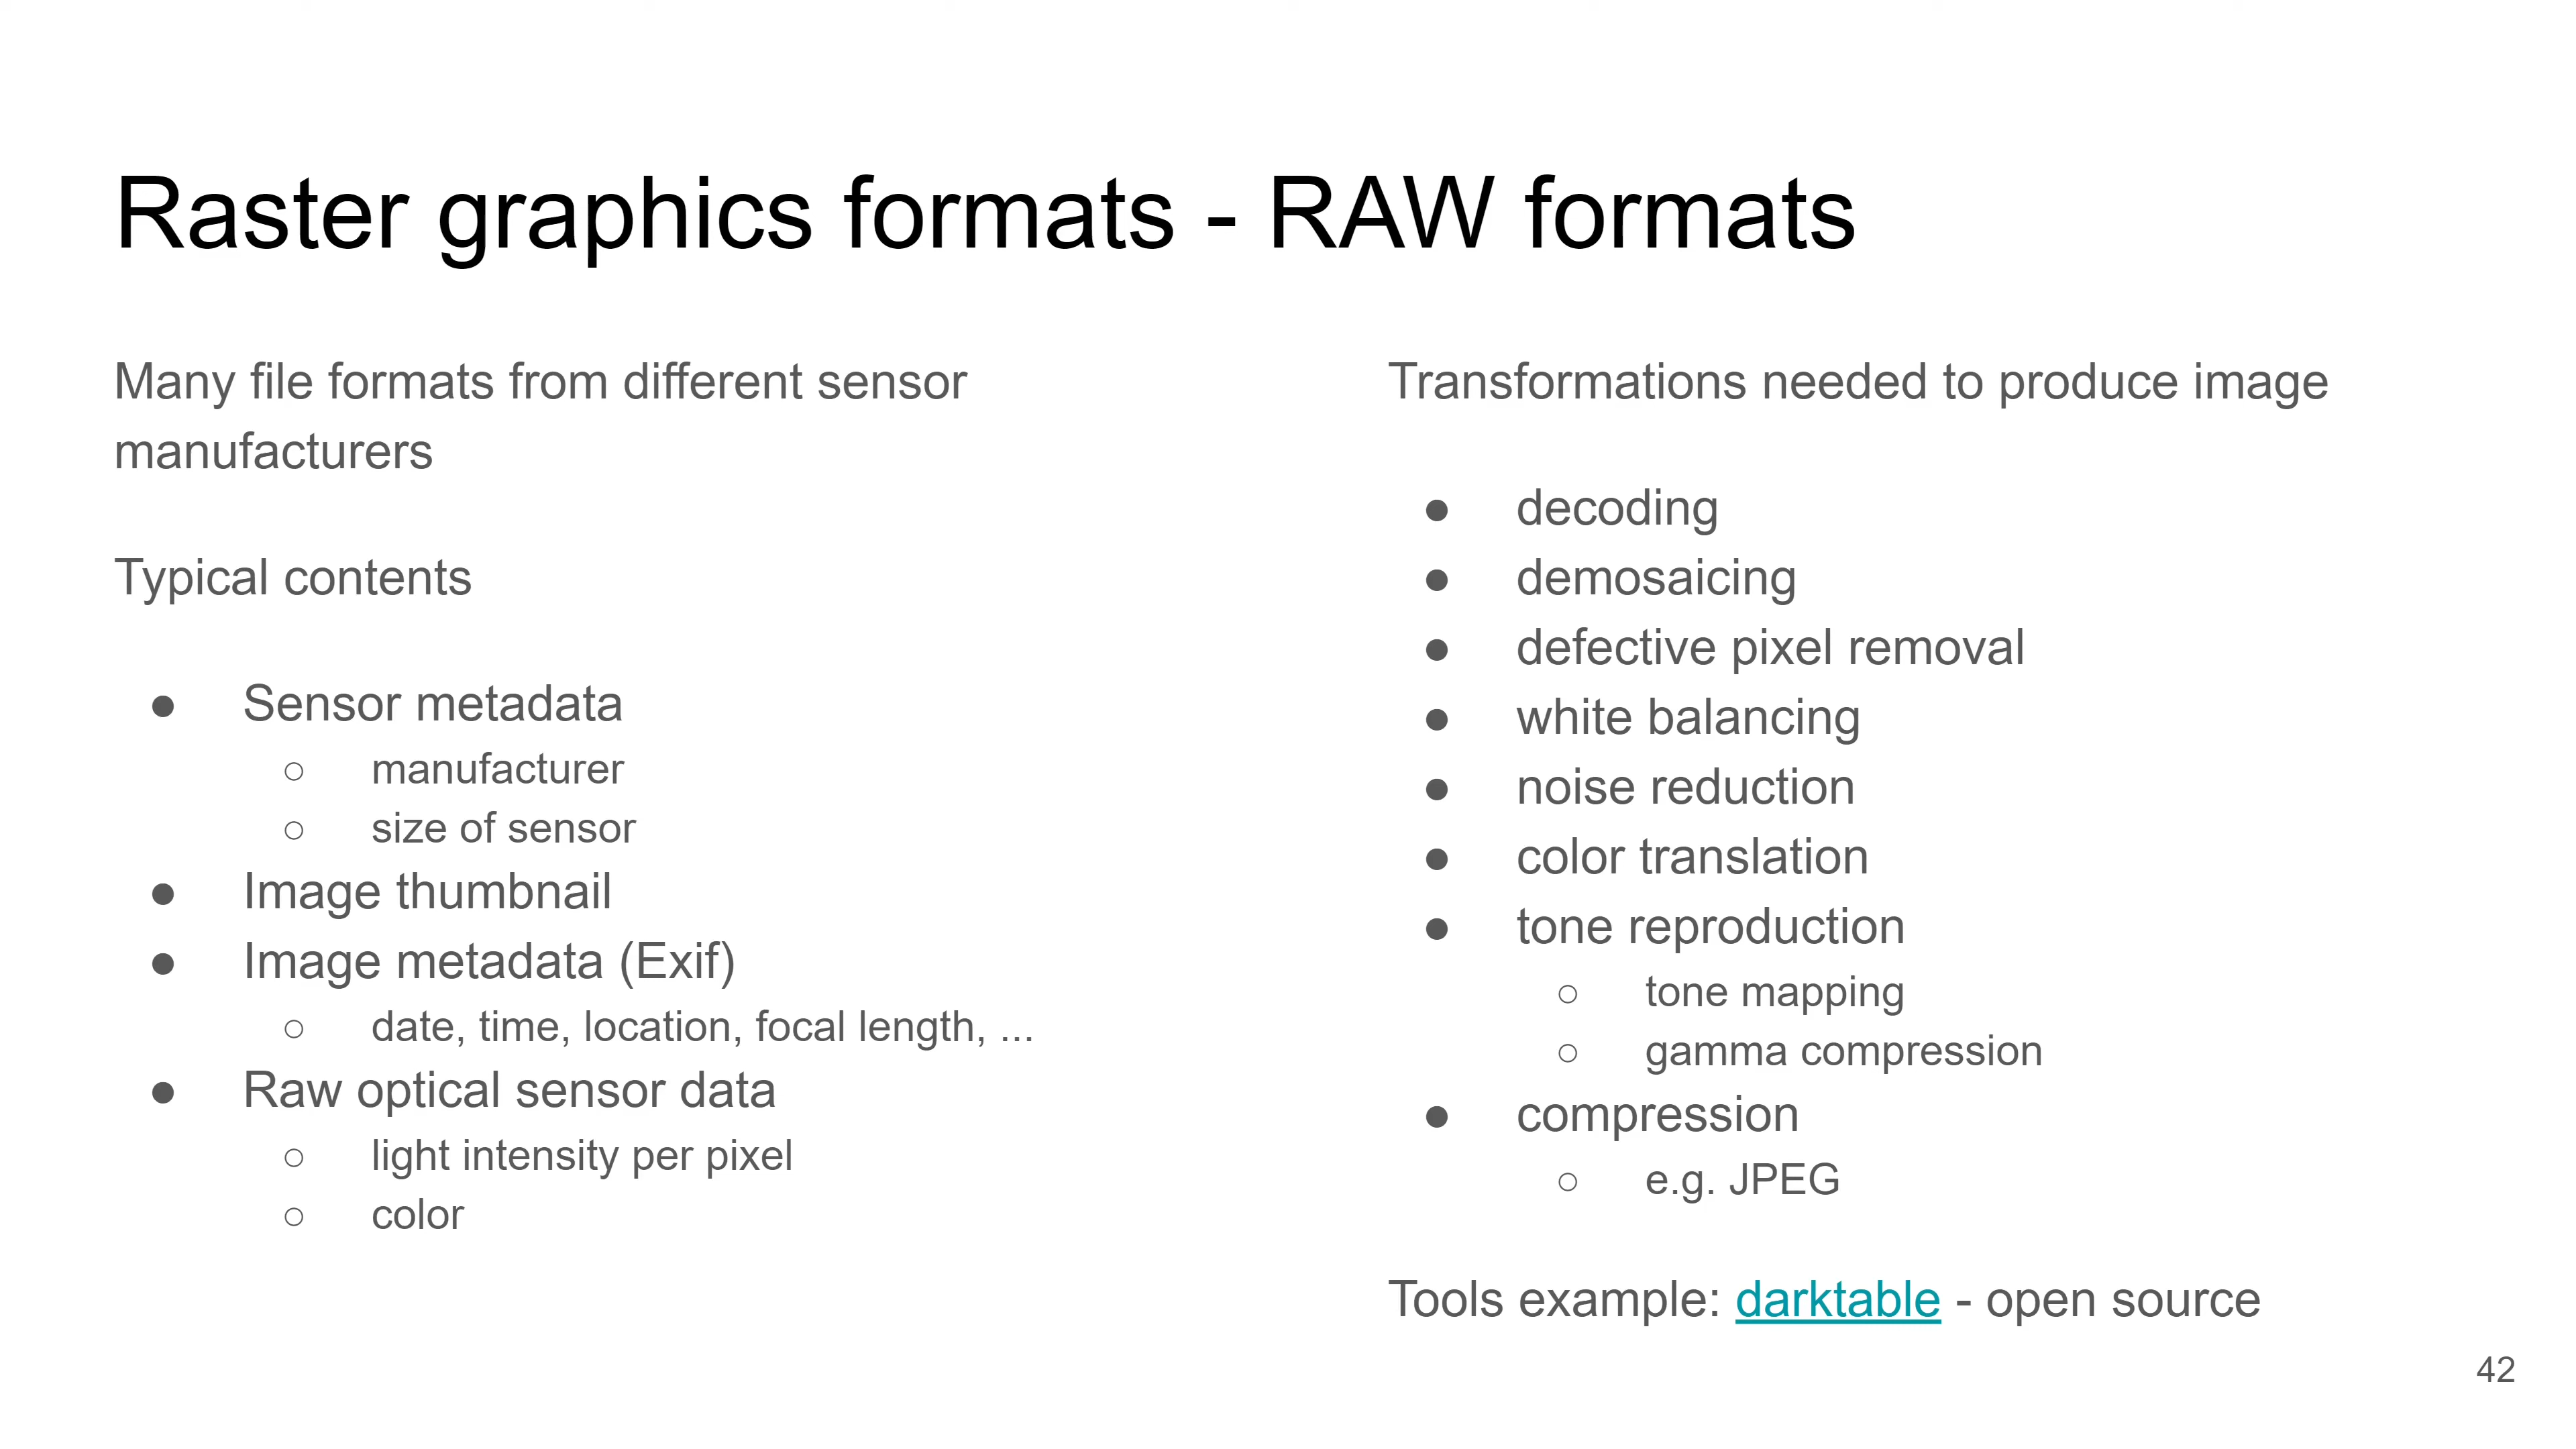 Raster graphics formats - RAW formats
Many file formats from different sensor
manufacturers
Typical contents
● Sensor metadata
○ manufacturer
○ size of sensor
● Image thumbnail
● Image metadata (Exif)
○ date, time, location, focal length, ...
● Raw optical sensor data
○ light intensity per pixel
○ color
Transformations needed to produce image
● decoding
● demosaicing
● defective pixel removal
● white balancing
● noise reduction
● color translation
● tone reproduction
○ tone mapping
○ gamma compression
● compression
○ e.g. JPEG
Tools example: darktable - open source
42